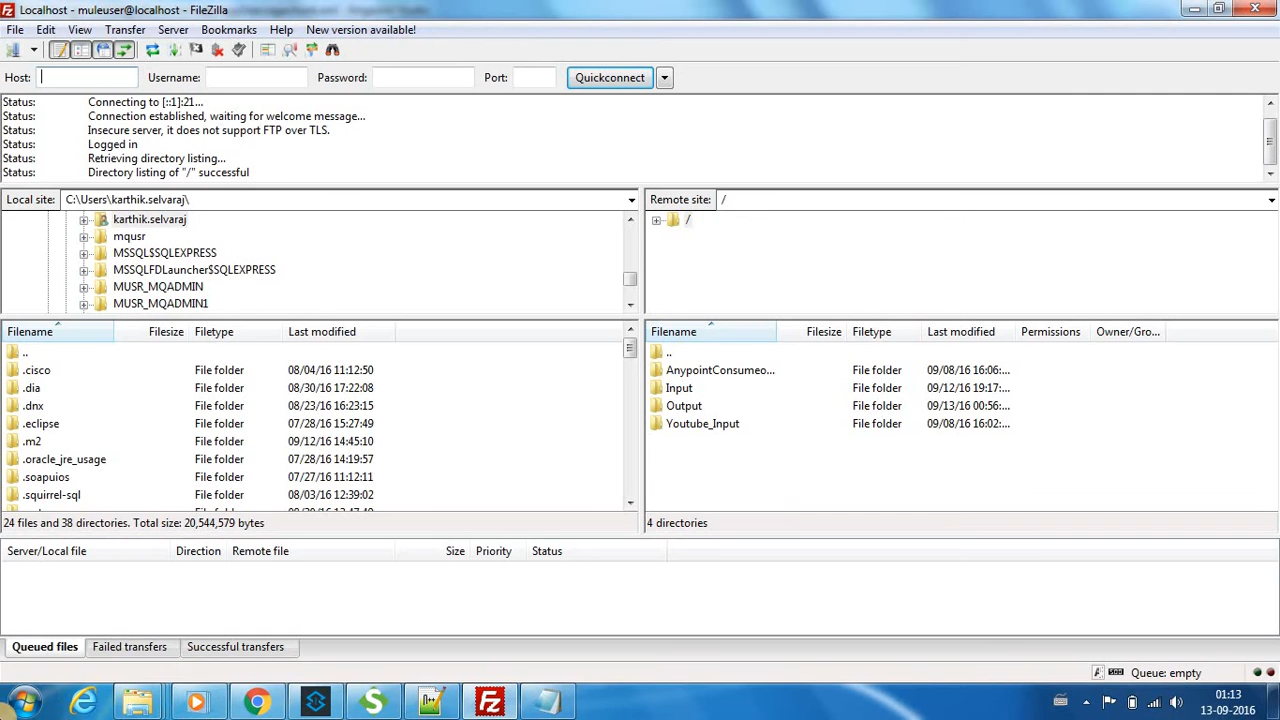 Localhost - muleuser@localhost - FileZilla
File Edit View Transfer Server Bookmarks Help New version available!
Host: Username: Password: Port: Quickconnect
Status: Connecting to [::1]:21...
Status: Connection established, waiting for welcome message...
Status: Insecure server, it does not support FTP over TLS.
Status: Logged in
Status: Retrieving directory listing...
Status: Directory listing of "/" successful
Local site: C:\Users\karthik.selvaraj\
Remote site: /
karthik.selvaraj
mqusr
MSSQL$SQLEXPRESS
MSSQLFDLauncher$SQLEXPRESS
MUSR_MQADMIN
MUSR_MQADMIN1
/
Filename Filesize Filetype Last modified
..
.cisco File folder 08/04/16 11:12:50
.dia File folder 08/30/16 17:22:08
.dnx File folder 08/23/16 16:23:15
.eclipse File folder 07/28/16 15:27:49
.m2 File folder 09/12/16 14:45:10
.oracle_jre_usage File folder 07/28/16 14:19:57
.soapuios File folder 07/27/16 11:12:11
.squirrel-sql File folder 08/03/16 12:39:02
24 files and 38 directories. Total size: 20,544,579 bytes
Filename Filesize Filetype Last modified Permissions Owner/Gro...
..
AnypointConsumeo... File folder 09/08/16 16:06:...
Input File folder 09/12/16 19:17:...
Output File folder 09/13/16 00:56:...
Youtube_Input File folder 09/08/16 16:02:...
4 directories
Server/Local file Direction Remote file Size Priority Status
Queued files Failed transfers Successful transfers
Queue: empty
01:13
13-09-2016